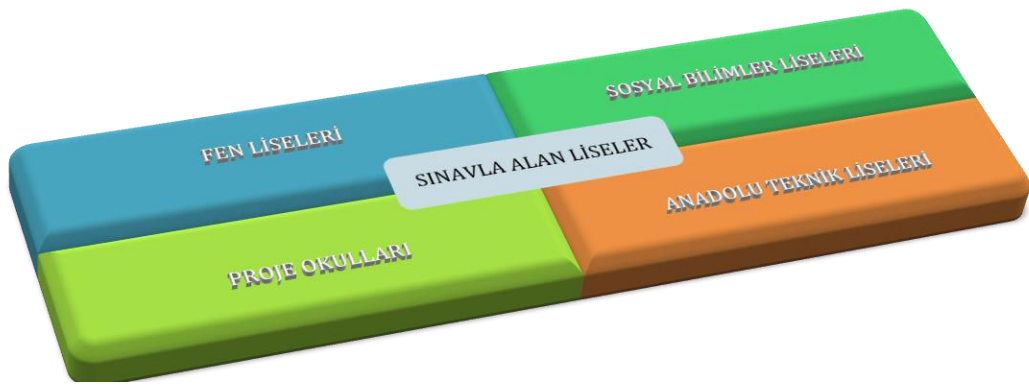 FEN LİSELERİ
SOSYAL BİLİMLER LİSELERİ
SINAVLA ALAN LİSELER
PROJE OKULLARI
ANADOLU TEKNİK LİSELERİ